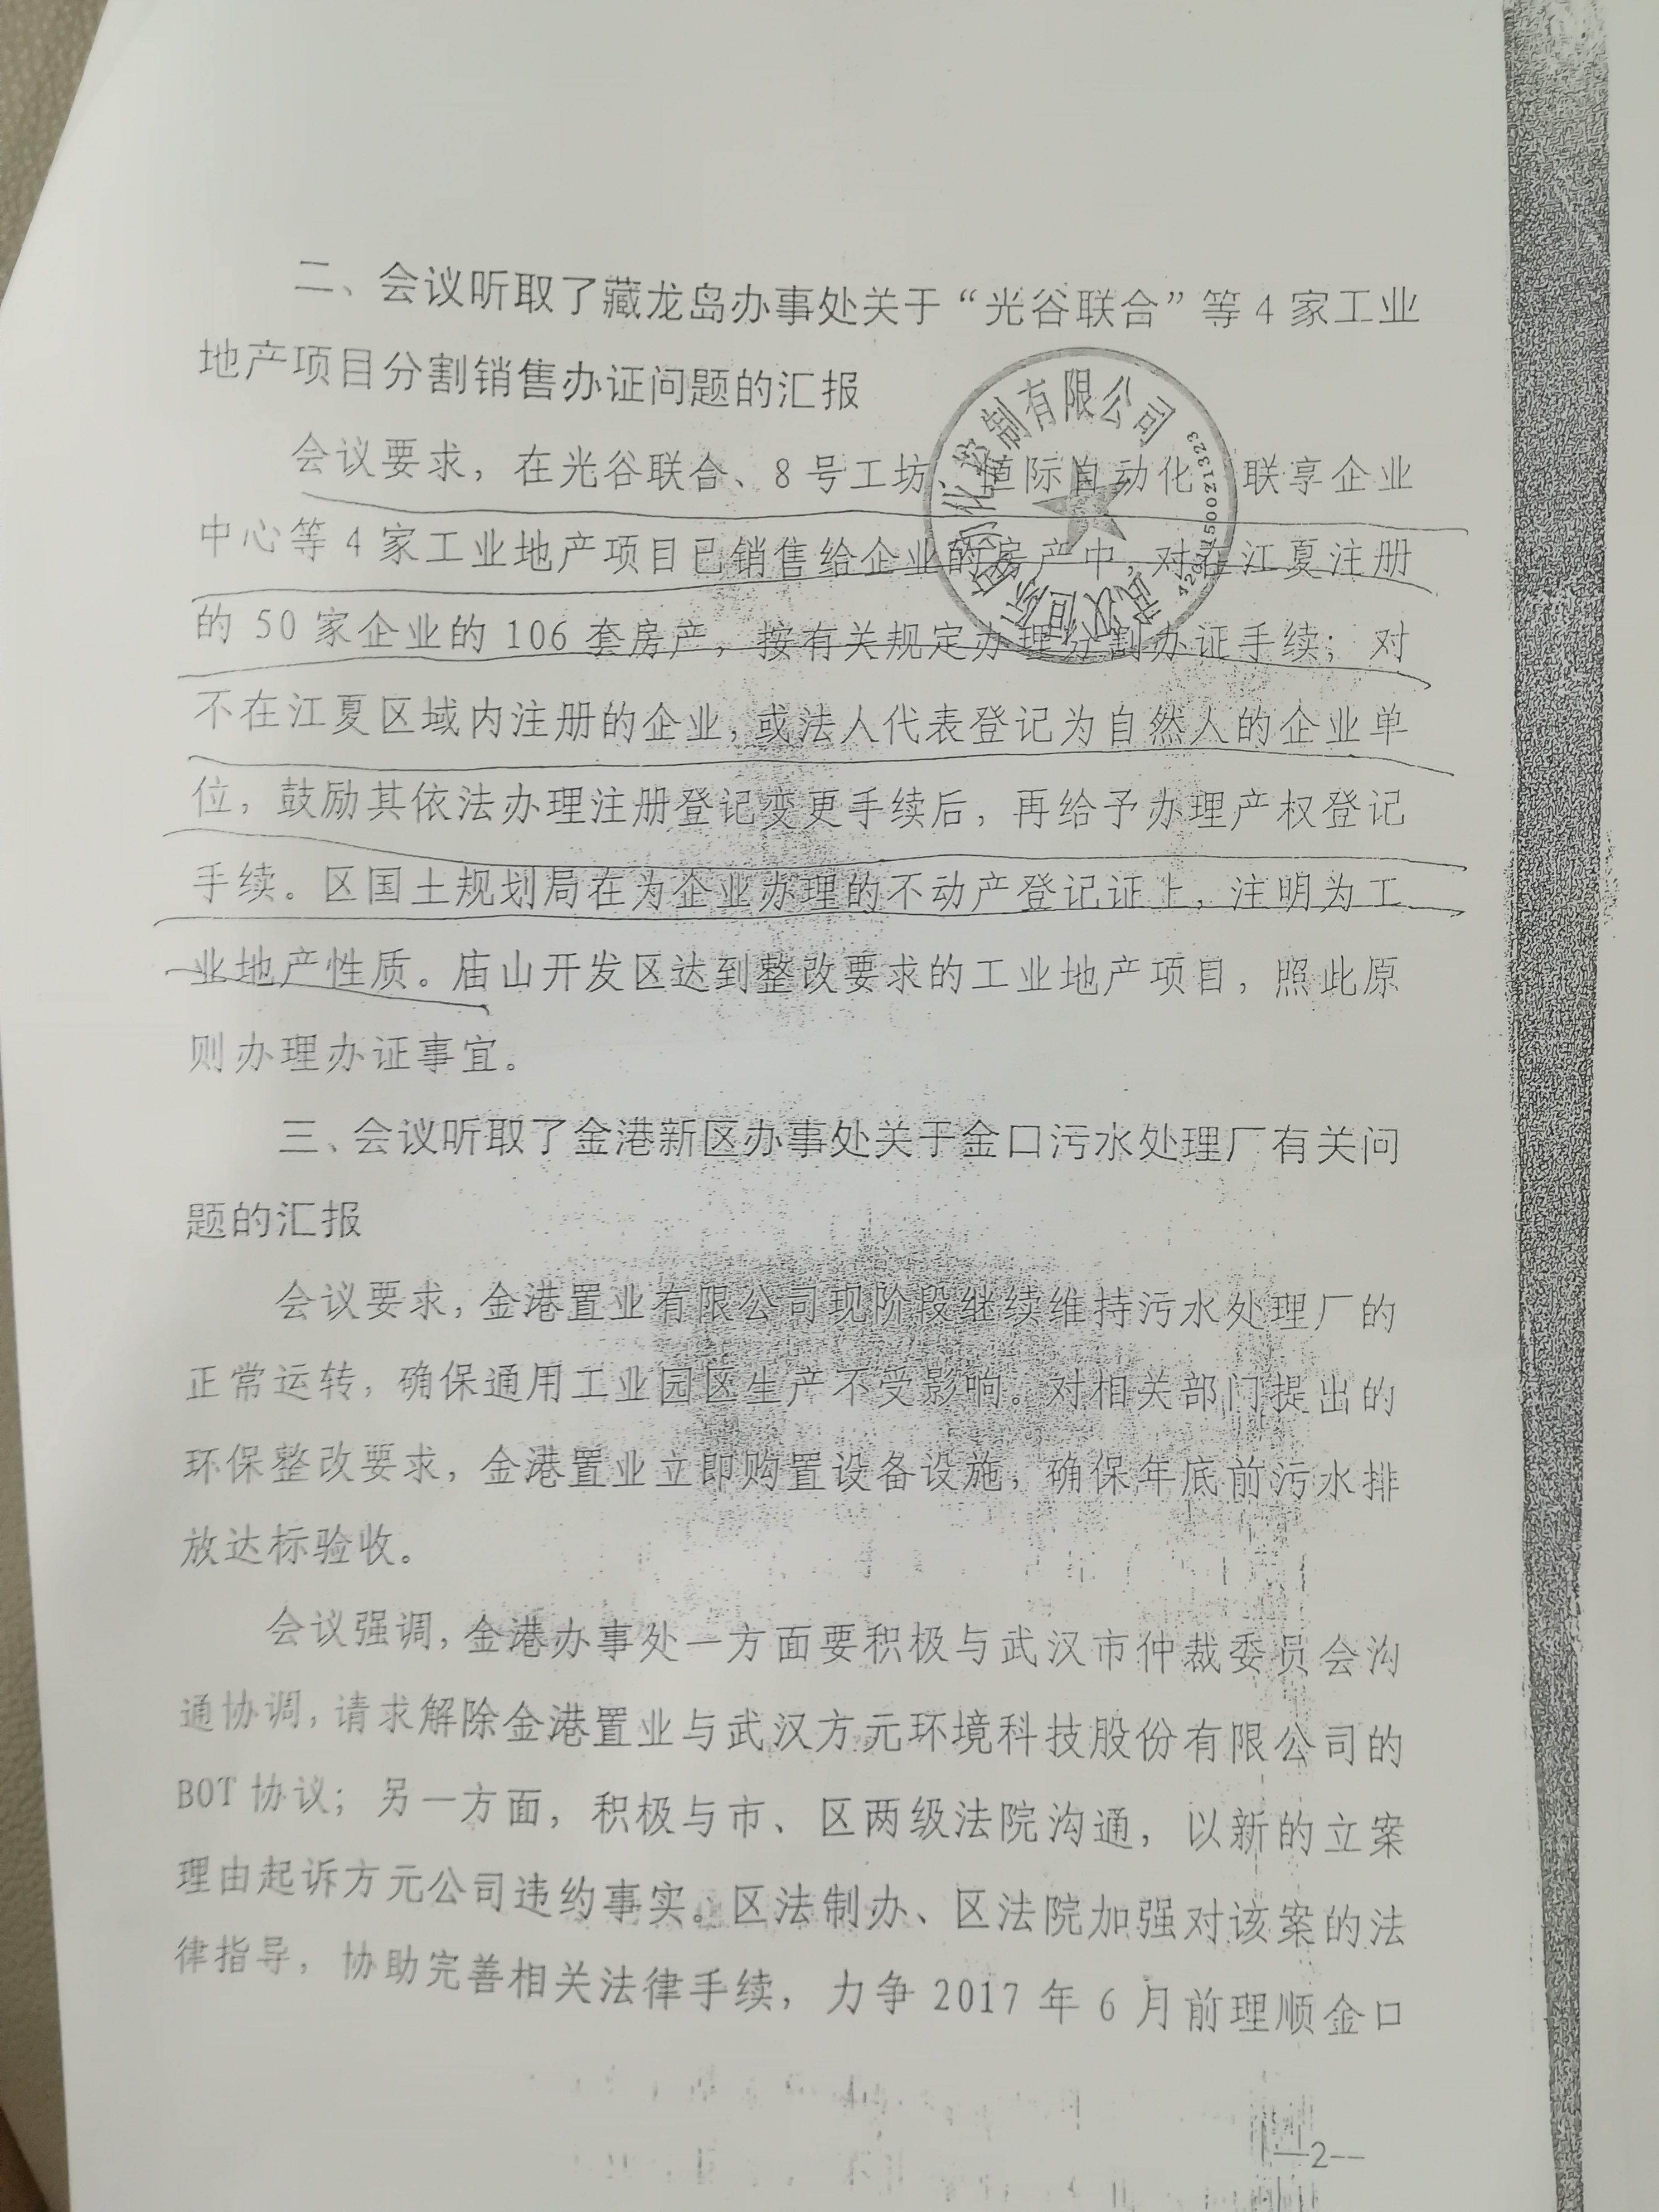 二、会议听取了藏龙岛办事处关于“光谷联合”等4家工业
地产项目分割销售办证问题的汇报
会议要求，在光谷联合、8号工坊、恒际自动化、联享企业
中心等4家工业地产项目已销售给企业的房产中，对在江夏注册
的50家企业的106套房产，按有关规定办理分割办证手续；对
不在江夏区域内注册的企业，或法人代表登记为自然人的企业单
位，鼓励其依法办理注册登记变更手续后，再给予办理产权登记
手续。区国土规划局在为企业办理的不动产登记证上，注明为工
业地产性质。庙山开发区达到整改要求的工业地产项目，照此原
则办理办证事宜。
三、会议听取了金港新区办事处关于金口污水处理厂有关问
题的汇报
会议要求，金港置业有限公司现阶段继续维持污水处理厂的
正常运转，确保通用工业园区生产不受影响。对相关部门提出的
环保整改要求，金港置业立即购置设备设施，确保年底前污水排
放达标验收。
会议强调，金港办事处一方面要积极与武汉市仲裁委员会沟
通协调，请求解除金港置业与武汉方元环境科技股份有限公司的
BOT协议；另一方面，积极与市、区两级法院沟通，以新的立案
理由起诉方元公司违约事实。区法制办、区法院加强对该案的法
律指导，协助完善相关法律手续，力争2017年6月前理顺金口
—2—
武汉恒际自动化控制有限公司